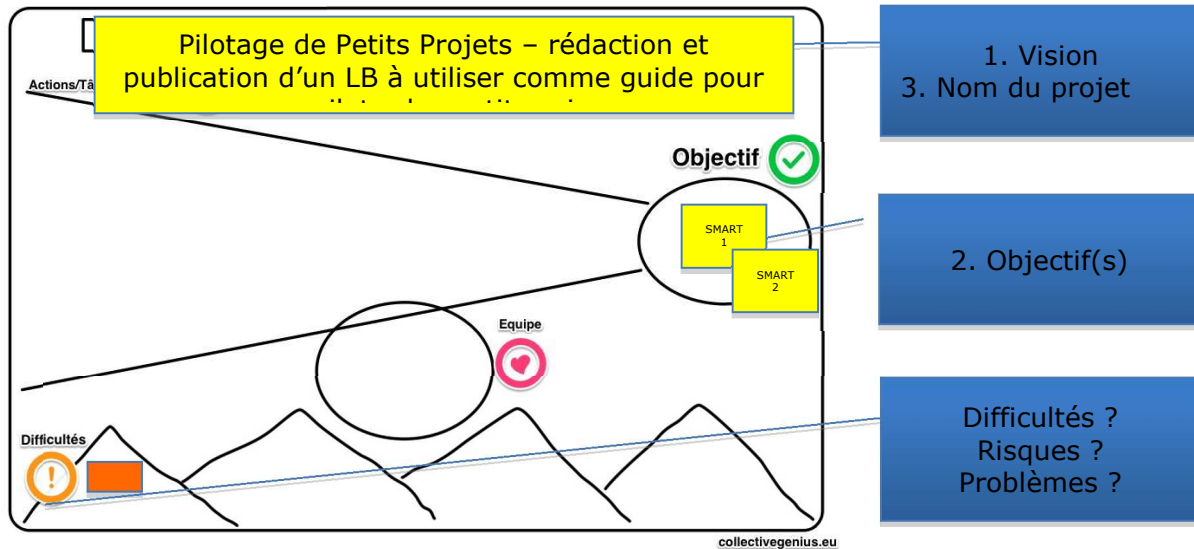 Pilotage de Petits Projets – rédaction et
publication d'un LB à utiliser comme guide pour
Actions/Tâ
1. Vision
3. Nom du projet
Objectif
SMART
1
SMART
2
2. Objectif(s)
Equipe
Difficultés
Difficultés ?
Risques ?
Problèmes ?
collectivegenius.eu